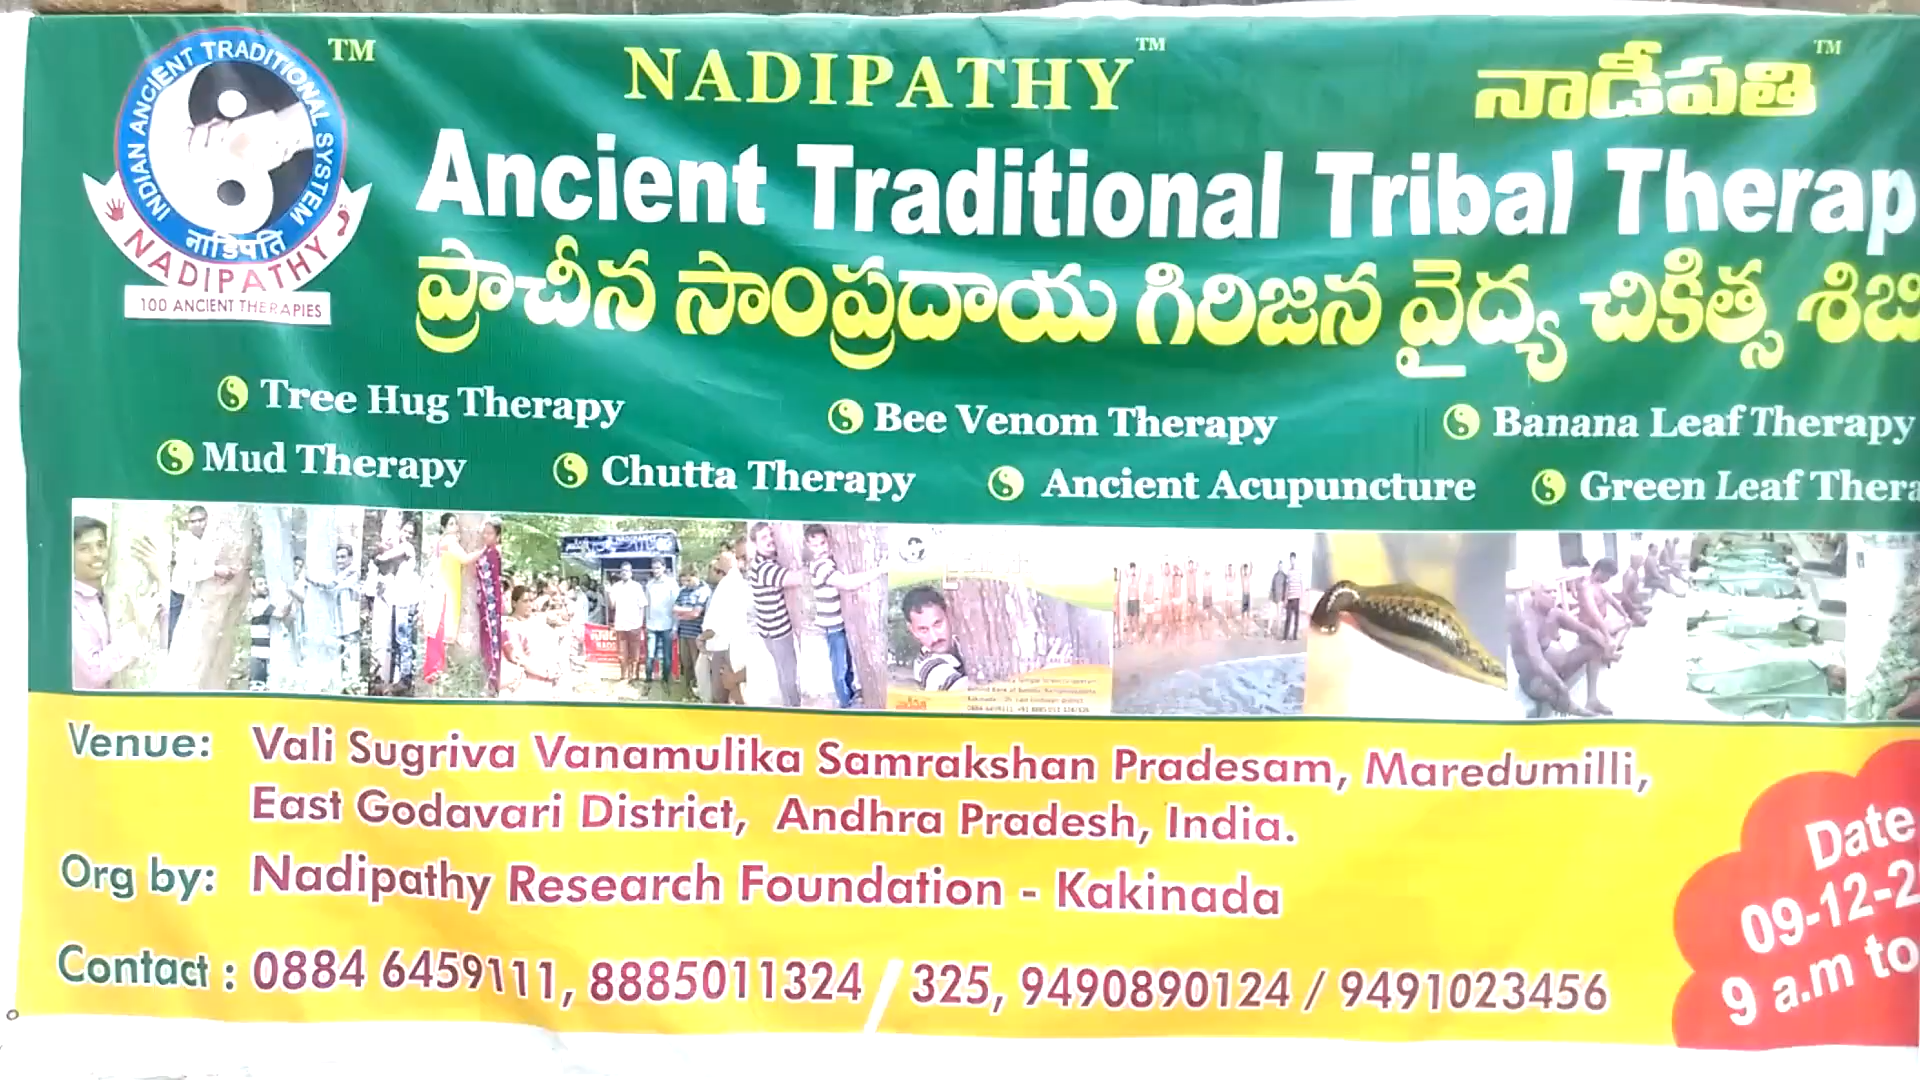 INDIAN ANCIENT TRADITIONAL SYSTEM
नाडिपति
NADIPATHY
100 ANCIENT THERAPIES
TM
NADIPATHY TM
నాడీపతి TM
Ancient Traditional Tribal Therap
ప్రాచీన సాంప్రదాయ గిరిజన వైద్య చికిత్స శిబి
Tree Hug Therapy
Bee Venom Therapy
Banana Leaf Therapy
Mud Therapy
Chutta Therapy
Ancient Acupuncture
Green Leaf Thera
Venue: Vali Sugriva Vanamulika Samrakshan Pradesam, Maredumilli,
East Godavari District, Andhra Pradesh, India.
Org by: Nadipathy Research Foundation - Kakinada
Contact : 0884 6459111, 8885011324 / 325, 9490890124 / 9491023456
Date
09-12-2
9 a.m to